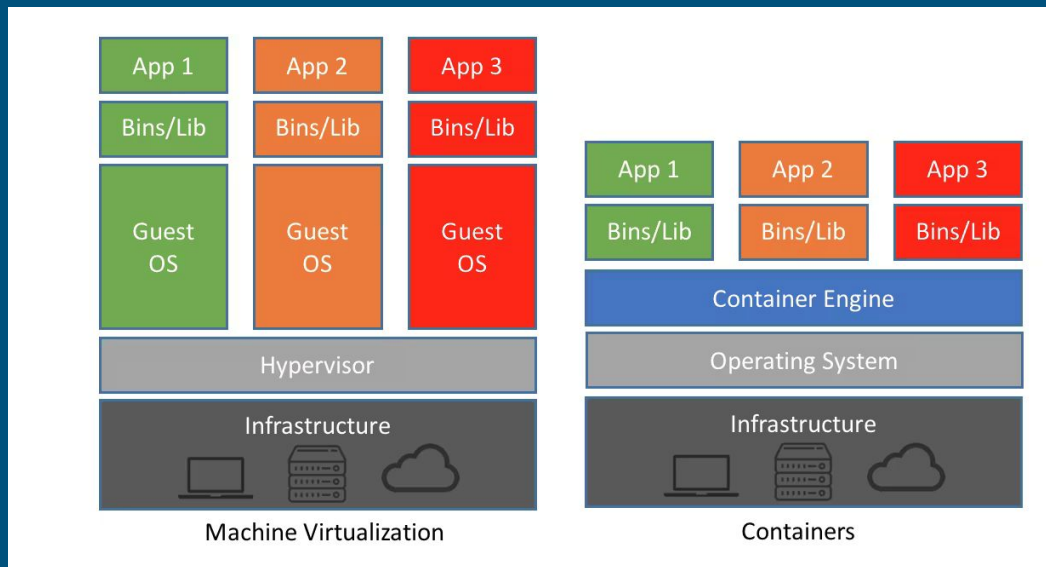 App 1
App 2
App 3
Bins/Lib
Bins/Lib
Bins/Lib
Guest
OS
Guest
OS
Guest
OS
Hypervisor
Infrastructure
Machine Virtualization
App 1
App 2
App 3
Bins/Lib
Bins/Lib
Bins/Lib
Container Engine
Operating System
Infrastructure
Containers